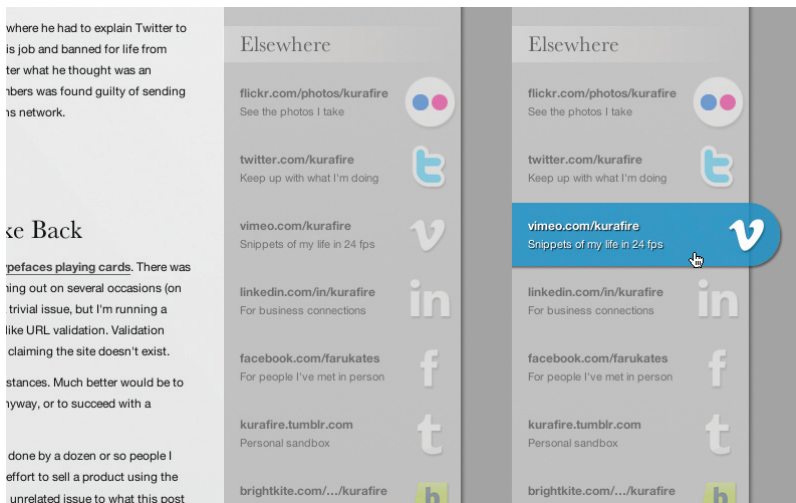 where he had to explain Twitter to
is job and banned for life from
ter what he thought was an
nbers was found guilty of sending
ns network.
ke Back
ypefaces playing cards. There was
ning out on several occasions (on
trivial issue, but I'm running a
like URL validation. Validation
claiming the site doesn't exist.
stances. Much better would be to
nyway, or to succeed with a
done by a dozen or so people I
effort to sell a product using the
unrelated issue to what this post
Elsewhere
flickr.com/photos/kurafire
See the photos I take
twitter.com/kurafire
Keep up with what I'm doing
t
vimeo.com/kurafire
Snippets of my life in 24 fps
v
linkedin.com/in/kurafire
For business connections
in
facebook.com/farukates
For people I've met in person
f
kurafire.tumblr.com
Personal sandbox
t
brightkite.com/.../kurafire
b
Elsewhere
flickr.com/photos/kurafire
See the photos I take
twitter.com/kurafire
Keep up with what I'm doing
t
vimeo.com/kurafire
Snippets of my life in 24 fps
v
linkedin.com/in/kurafire
For business connections
in
facebook.com/farukates
For people I've met in person
f
kurafire.tumblr.com
Personal sandbox
t
brightkite.com/.../kurafire
b